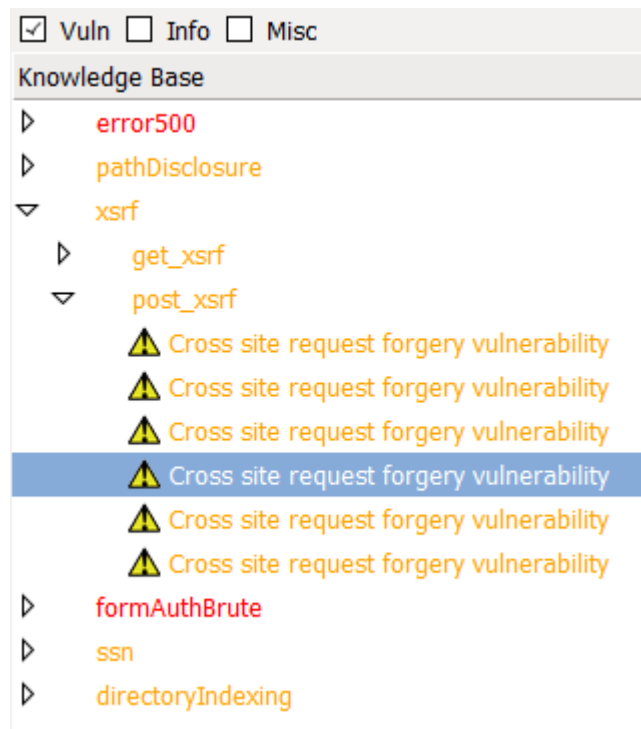 Vuln Info Misc
Knowledge Base
error500
pathDisclosure
xsrf
get_xsrf
post_xsrf
Cross site request forgery vulnerability
Cross site request forgery vulnerability
Cross site request forgery vulnerability
Cross site request forgery vulnerability
Cross site request forgery vulnerability
Cross site request forgery vulnerability
formAuthBrute
ssn
directoryIndexing